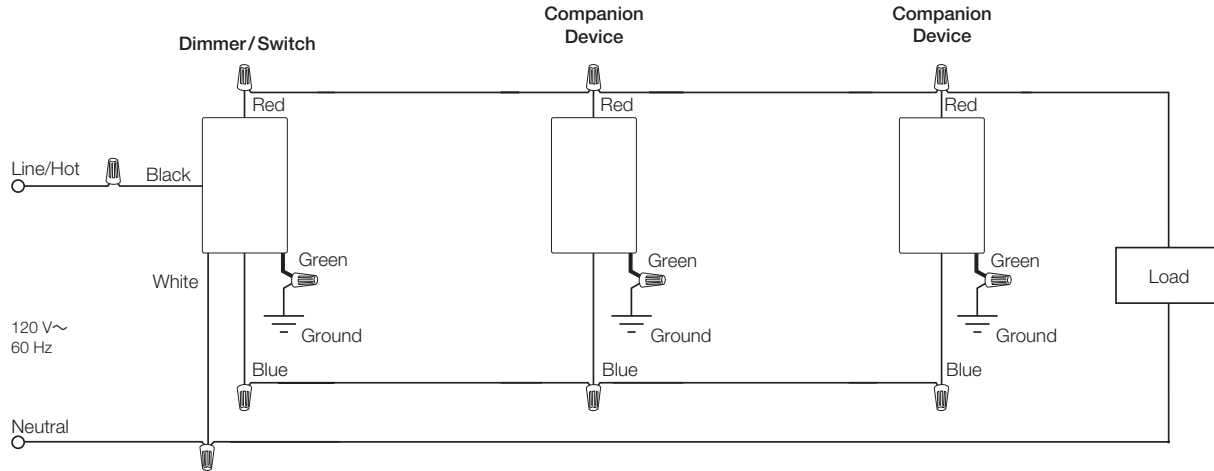 Companion
Device
Companion
Device
Dimmer/Switch
Red
Red
Red
Line/Hot
Black
Green
Green
Green
White
Load
120 V~
60 Hz
Ground
Ground
Ground
Blue
Blue
Blue
Neutral